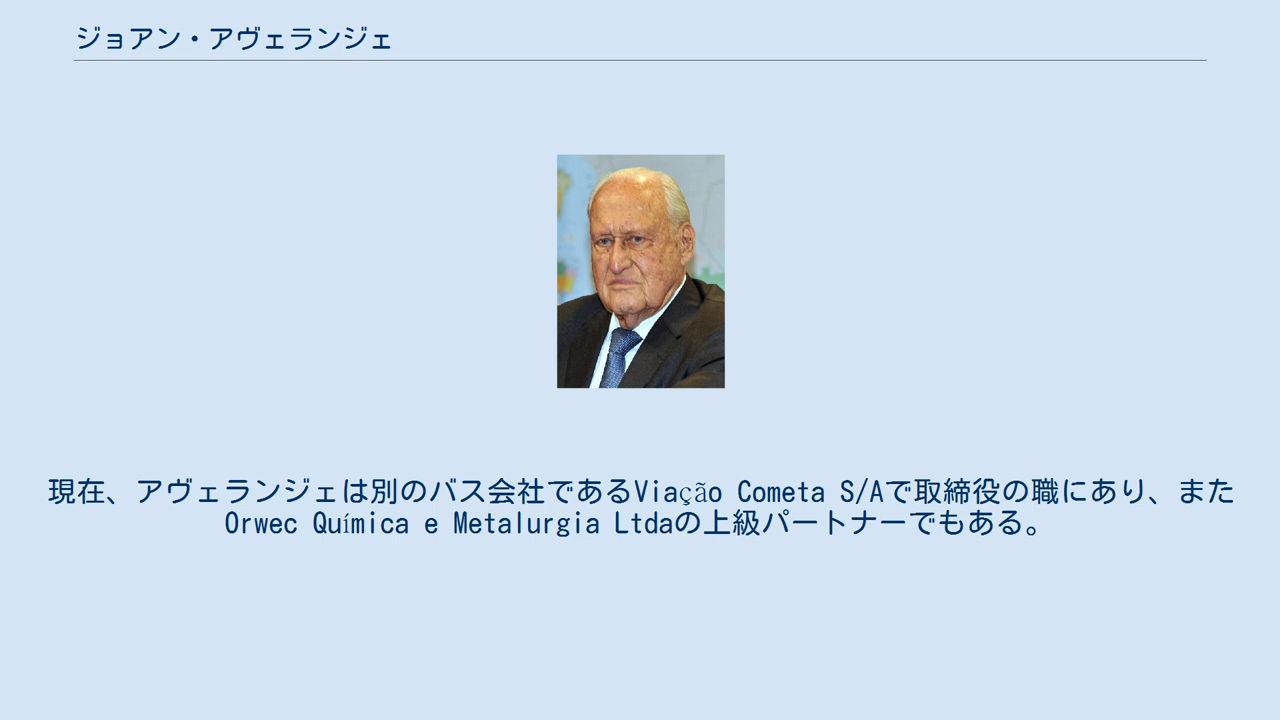 ジョアン・アヴェランジェ
現在、アヴェランジェは別のバス会社であるViação Cometa S/Aで取締役の職にあり、また
Orwec Química e Metalurgia Ltdaの上級パートナーでもある。